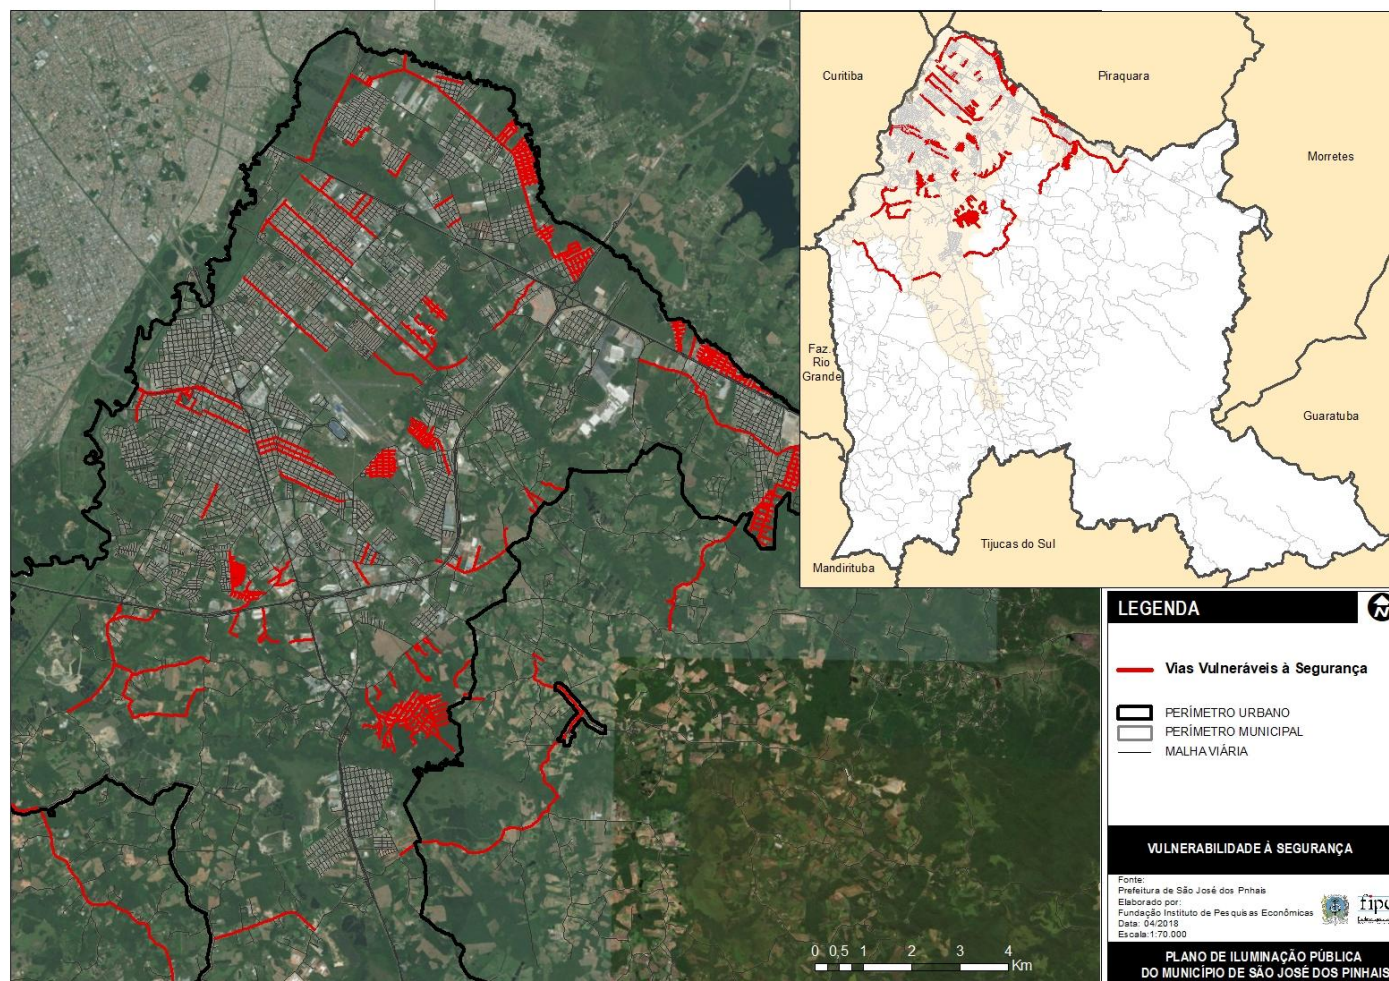 Curitiba
Piraquara
Morretes
Faz.
Rio
Grande
Guaratuba
Tijucas do Sul
Mandirituba
LEGENDA
N
Vias Vulneráveis à Segurança
PERÍMETRO URBANO
PERÍMETRO MUNICIPAL
MALHA VIÁRIA
VULNERABILIDADE À SEGURANÇA
Fonte:
Prefeitura de São José dos Pnhais
Elaborado por:
Fundação Instituto de Pesquisas Econômicas
Data: 04/2018
Escala:1:70.000
fipe
0 0,5 1 2 3 4
Km
PLANO DE ILUMINAÇÃO PÚBLICA
DO MUNICÍPIO DE SÃO JOSÉ DOS PINHAIS